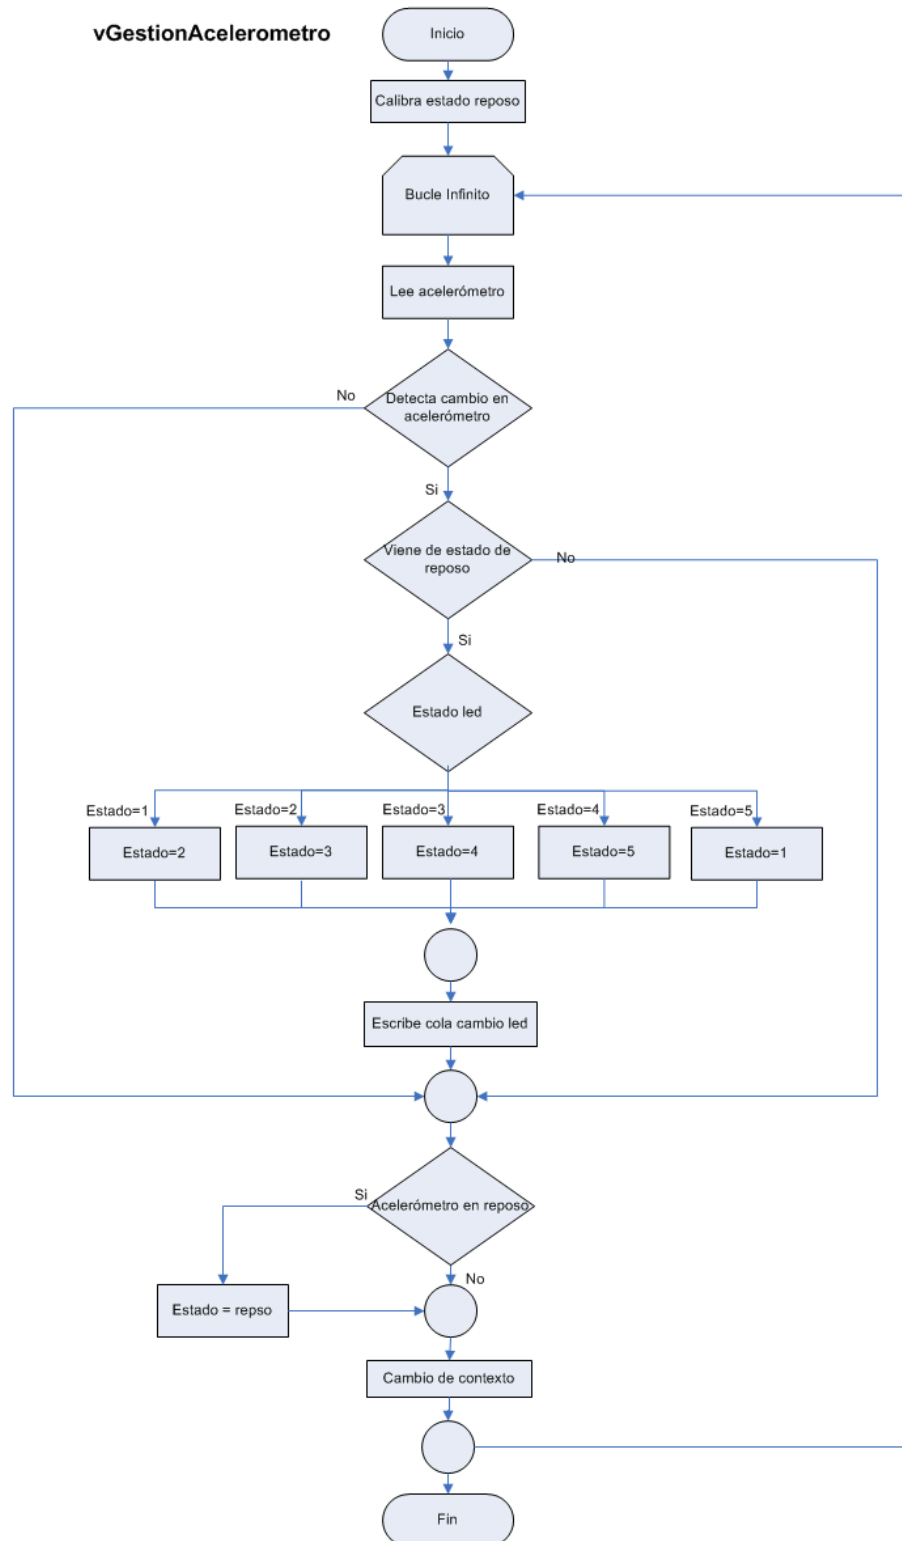 vGestionAcelerometro
Inicio
Calibra estado reposo
Bucle Infinito
Lee acelerómetro
No
Detecta cambio en
acelerómetro
Si
Viene de estado de
reposo
No
Si
Estado led
Estado=1
Estado=2
Estado=3
Estado=4
Estado=5
Estado=2
Estado=3
Estado=4
Estado=5
Estado=1
Escribe cola cambio led
Si
Acelerómetro en reposo
No
Estado = repso
Cambio de contexto
Fin